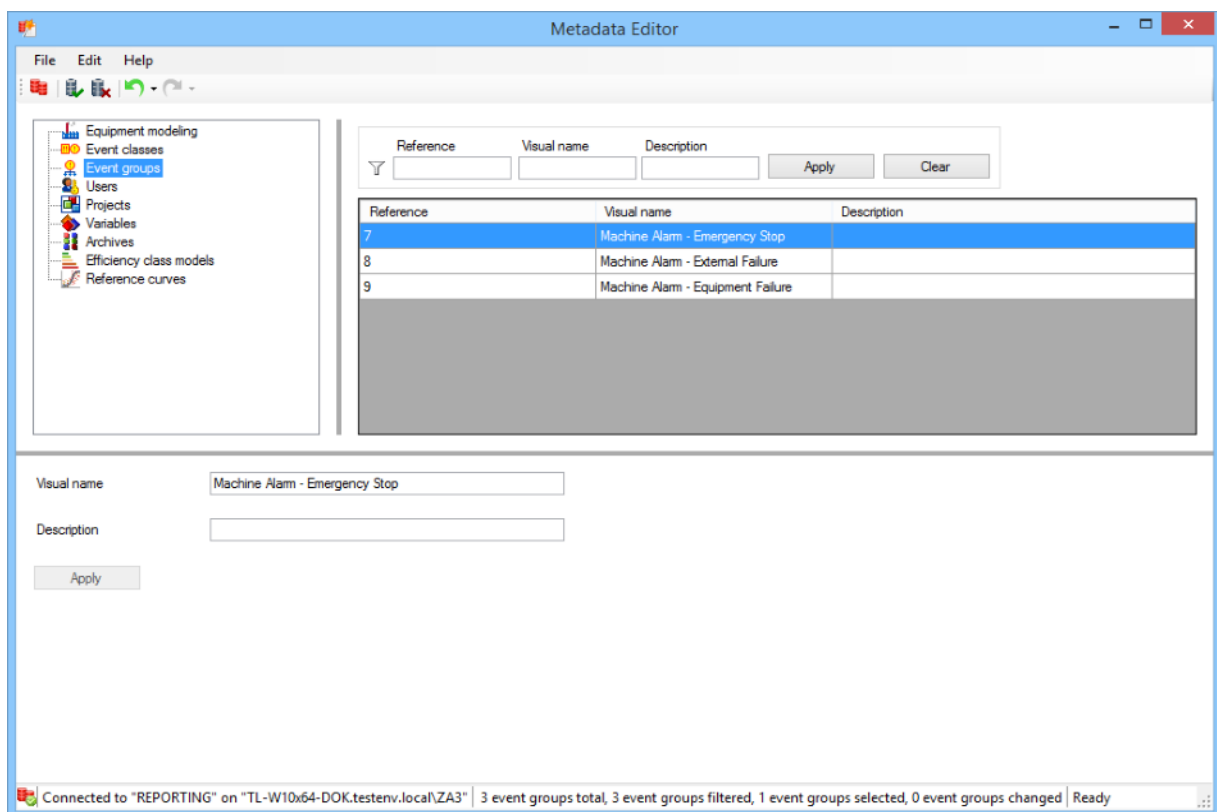 Metadata Editor
File Edit Help
Equipment modeling
Event classes
Event groups
Users
Projects
Variables
Archives
Efficiency class models
Reference curves
Reference Visual name Description
Apply Clear
Reference Visual name Description
7 Machine Alarm - Emergency Stop
8 Machine Alarm - External Failure
9 Machine Alarm - Equipment Failure
Visual name Machine Alarm - Emergency Stop
Description
Apply
Connected to "REPORTING" on "TL-W10x64-DOK.testenv.local\ZA3" 3 event groups total, 3 event groups filtered, 1 event groups selected, 0 event groups changed Ready